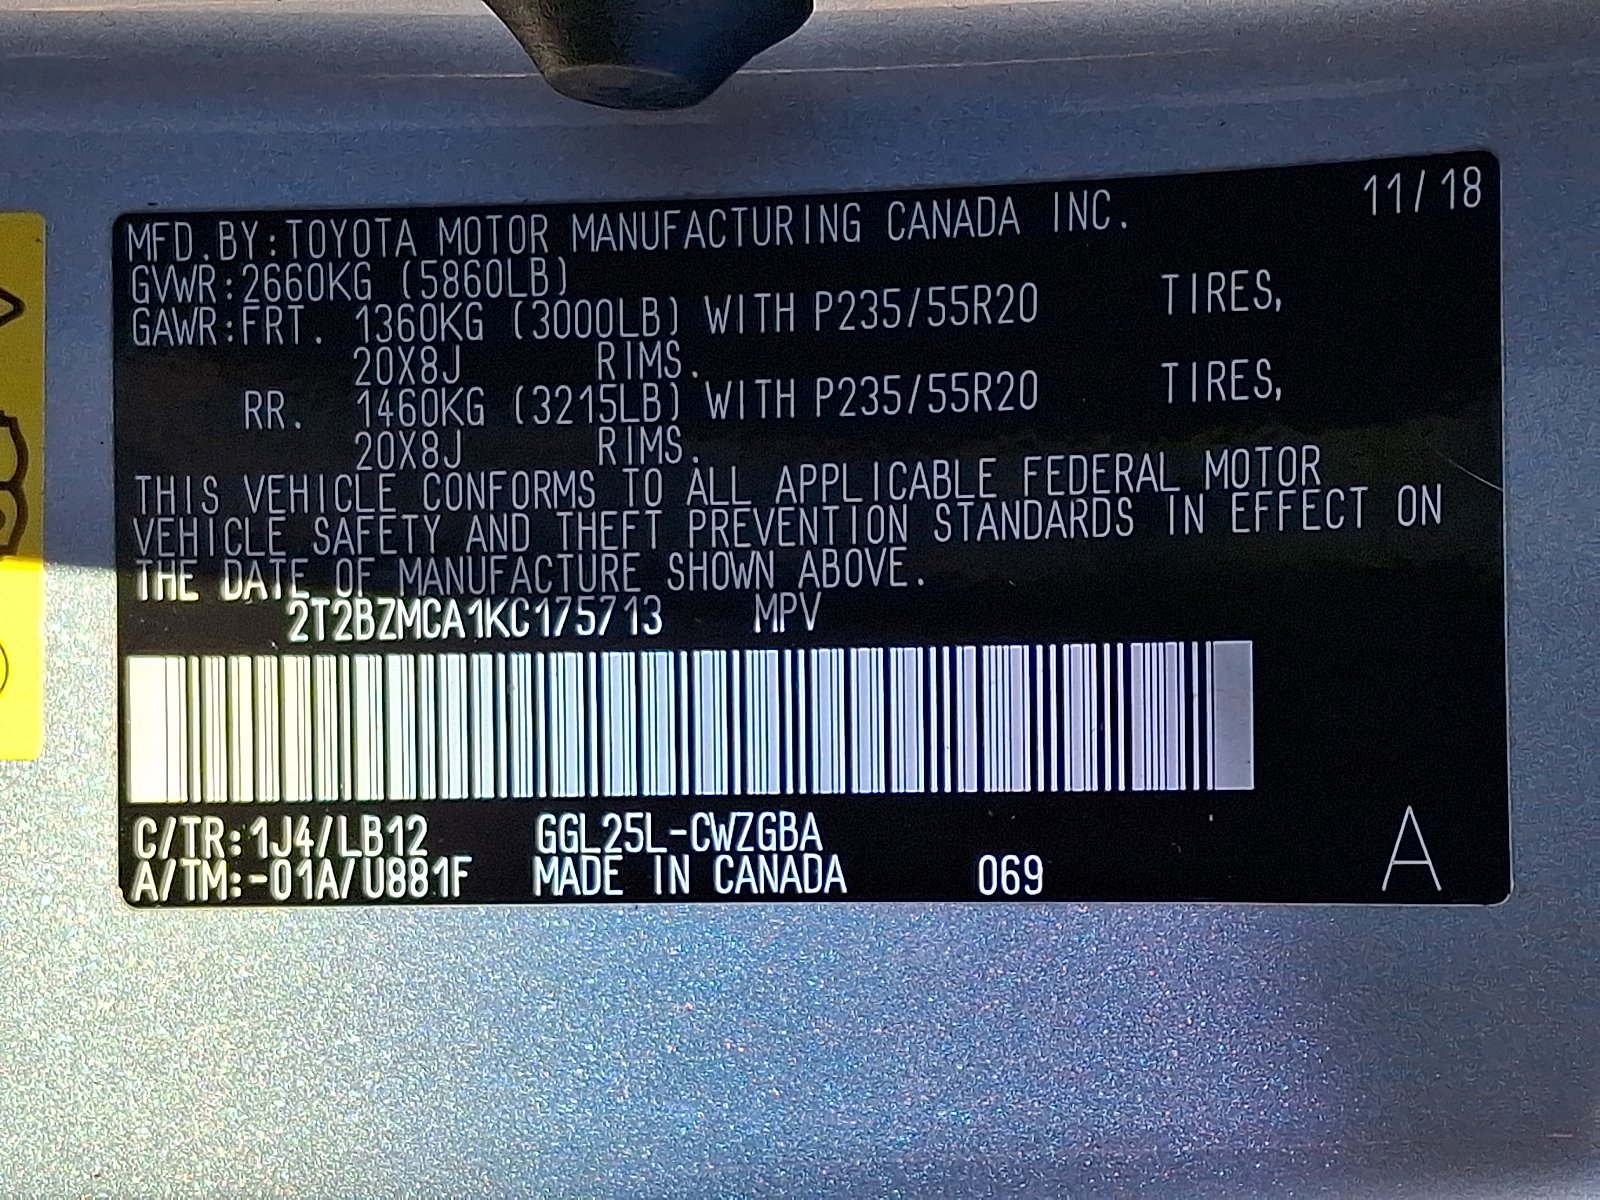 11/18
MFD.BY:TOYOTA MOTOR MANUFACTURING CANADA INC.
GVWR:2660KG (5860LB)
GAWR:FRT. 1360KG (3000LB) WITH P235/55R20 TIRES,
20X8J RIMS.
RR. 1460KG (3215LB) WITH P235/55R20 TIRES,
20X8J RIMS.
THIS VEHICLE CONFORMS TO ALL APPLICABLE FEDERAL MOTOR
VEHICLE SAFETY AND THEFT PREVENTION STANDARDS IN EFFECT ON
THE DATE OF MANUFACTURE SHOWN ABOVE.
2T2BZMCA1KC175713 MPV
C/TR:1J4/LB12 GGL25L-CWZGBA
A/TM:-01A/U881F MADE IN CANADA 069
A